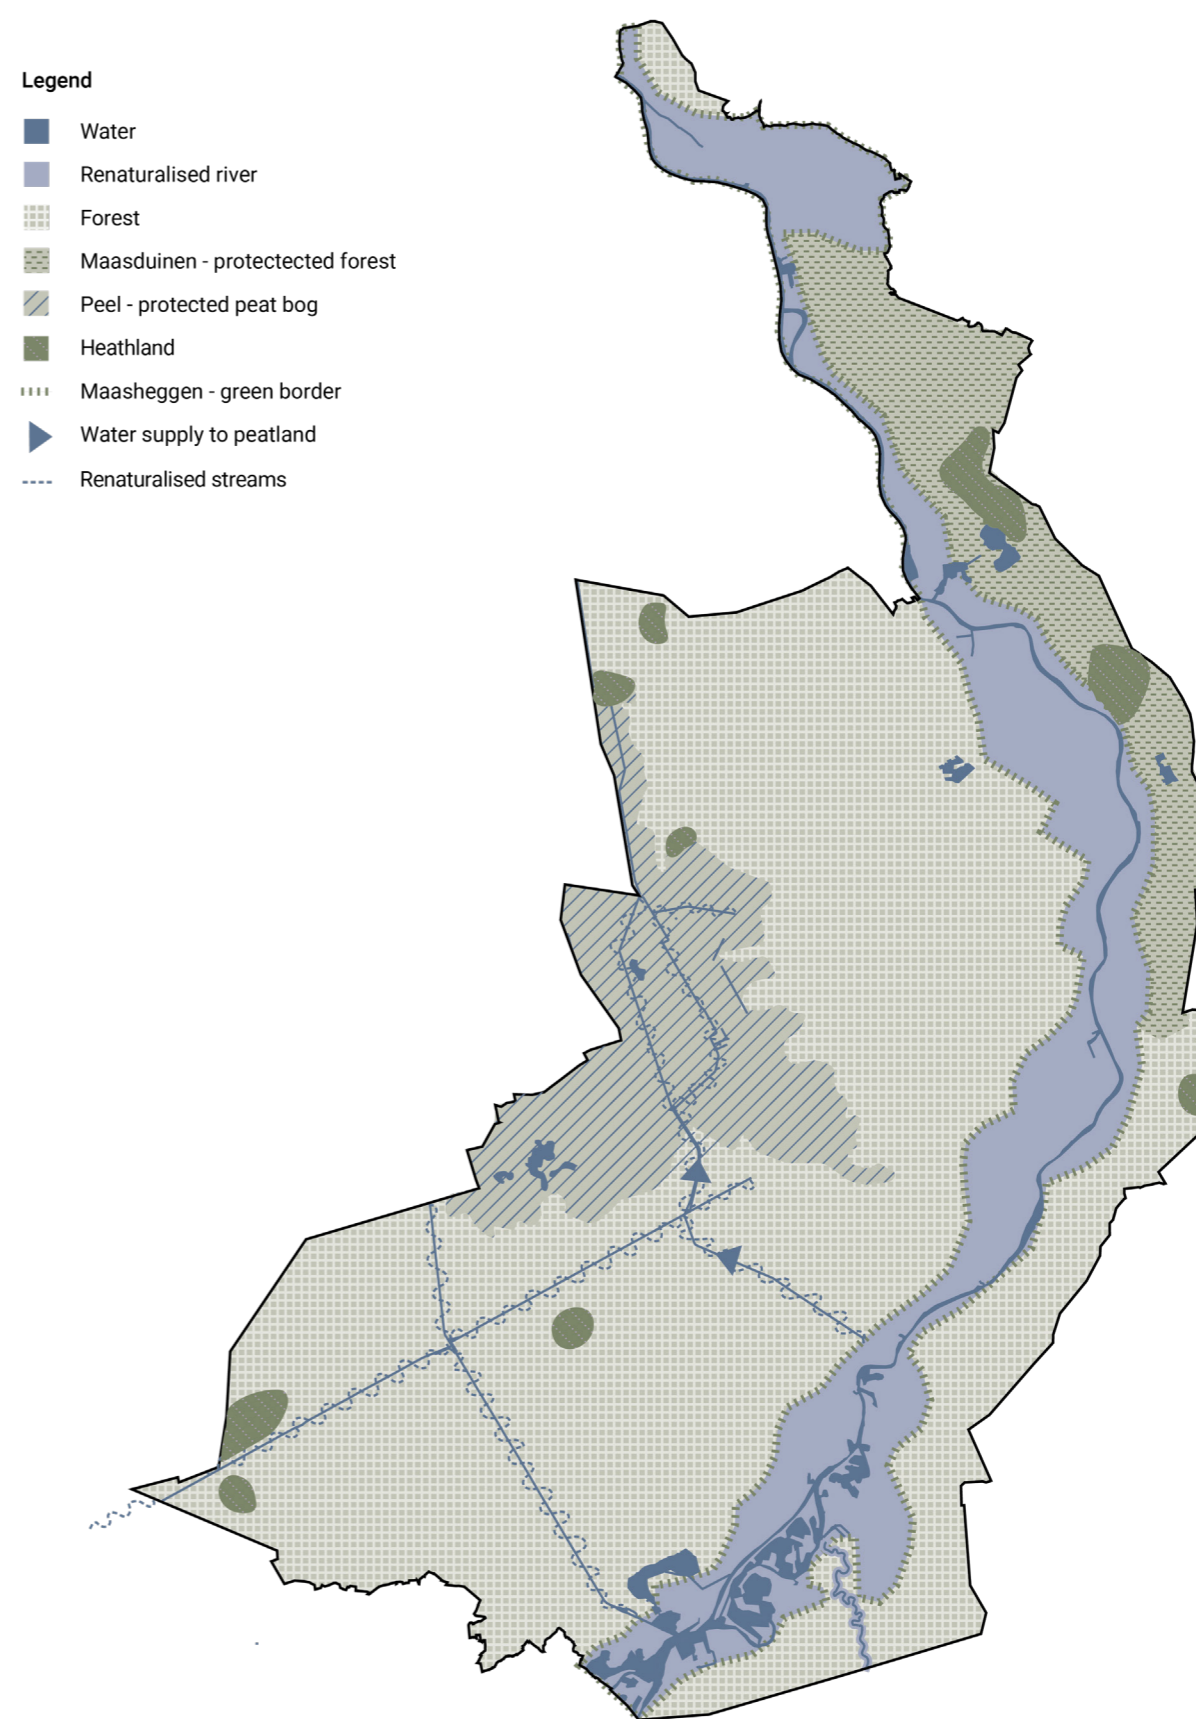 Legend
Water
Renaturalised river
Forest
Maasduinen - protectected forest
Peel - protected peat bog
Heathland
Maasheggen - green border
Water supply to peatland
Renaturalised streams